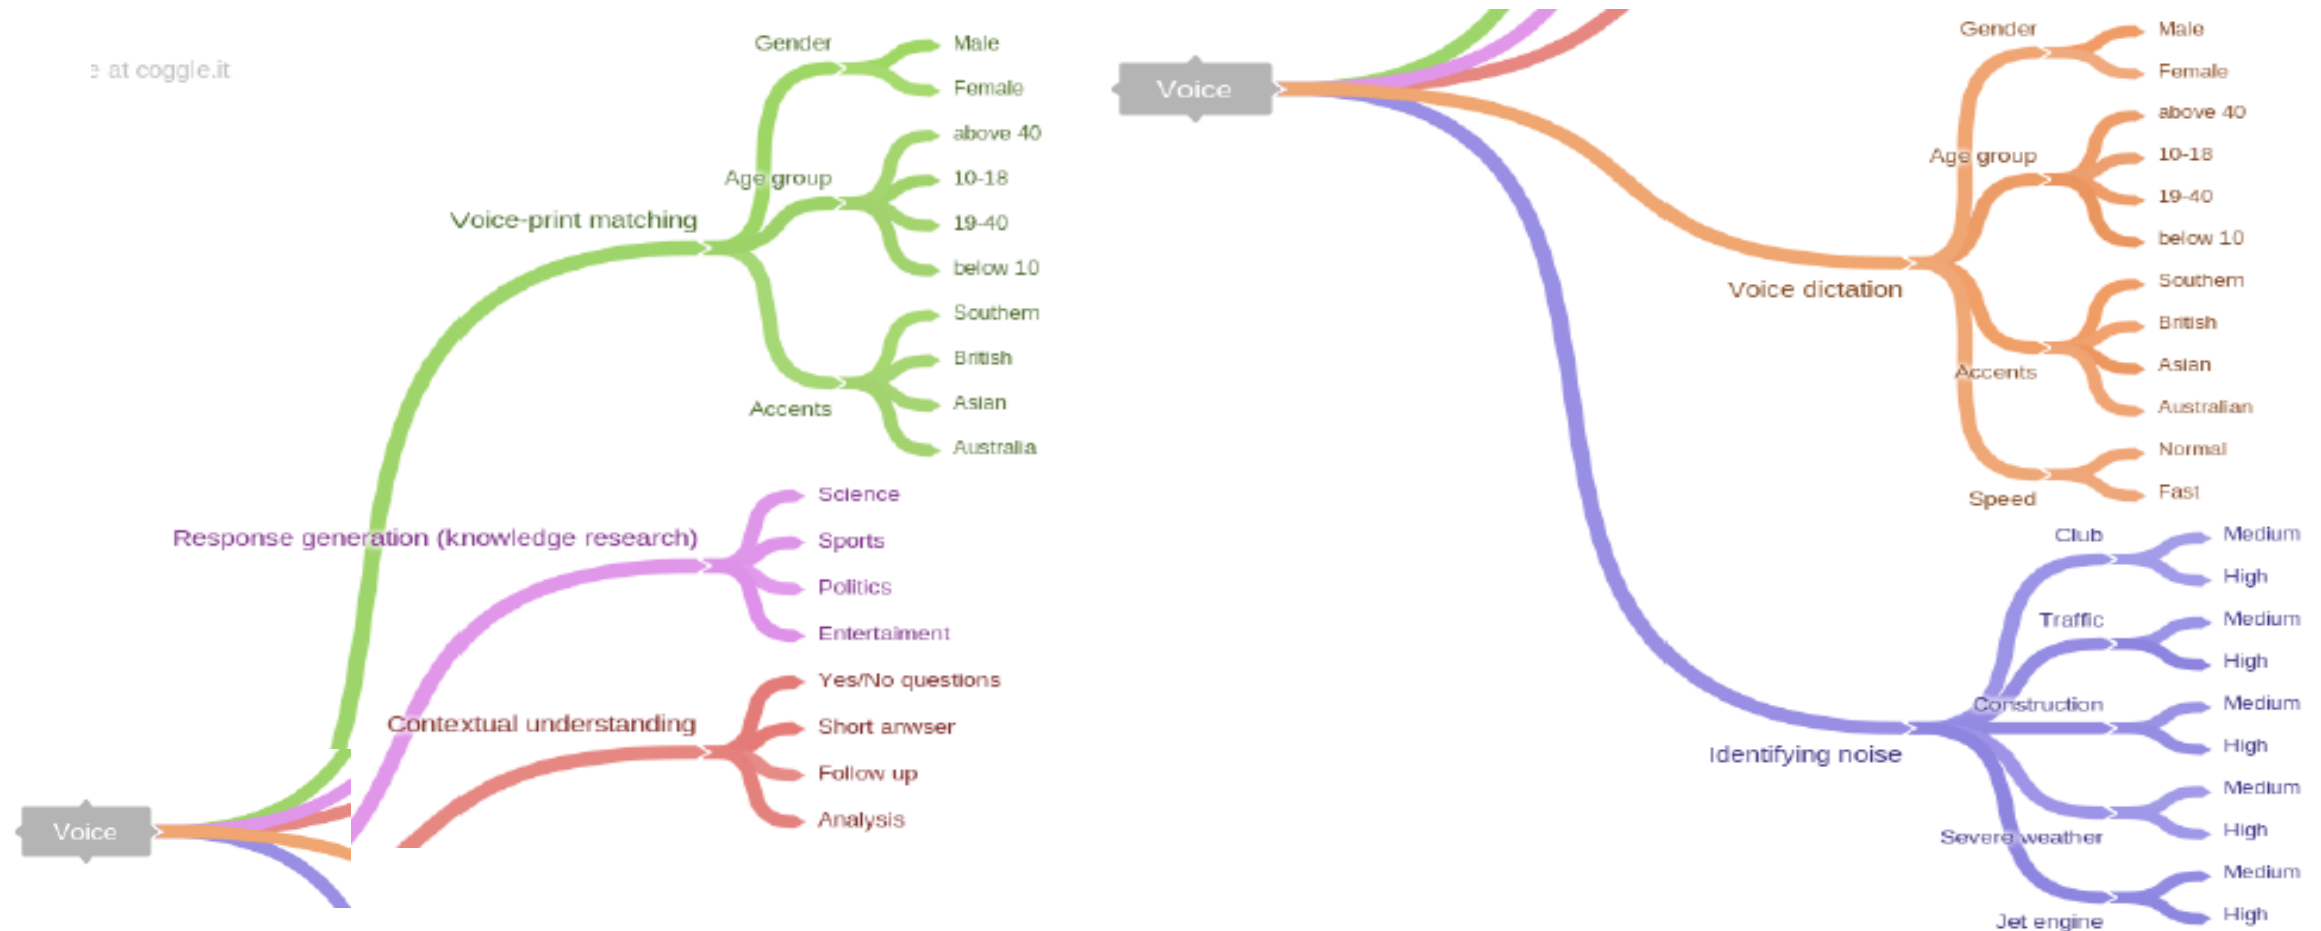 e at coggle.it
Gender
Male
Female
Age group
above 40
10-18
19-40
below 10
Voice-print matching
Accents
Southern
British
Asian
Australia
Response generation (knowledge research)
Science
Sports
Politics
Entertaiment
Contextual understanding
Yes/No questions
Short anwser
Follow up
Analysis
Voice
Voice
Gender
Male
Female
Age group
above 40
10-18
19-40
below 10
Voice dictation
Accents
Southern
British
Asian
Australian
Speed
Normal
Fast
Identifying noise
Club
Medium
High
Traffic
Medium
High
Construction
Medium
High
Severe weather
Medium
High
Jet engine
Medium
High